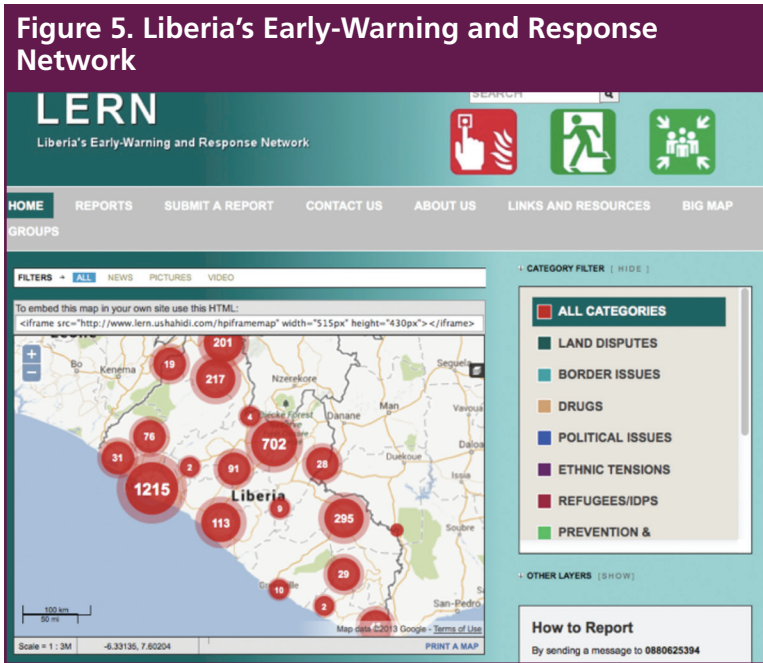 Figure 5. Liberia's Early-Warning and Response
Network
SEARCH
LERN
Liberia's Early-Warning and Response Network
HOME REPORTS SUBMIT A REPORT CONTACT US ABOUT US LINKS AND RESOURCES BIG MAP
GROUPS
FILTERS → ALL NEWS PICTURES VIDEO
To embed this map in your own site use this HTML:
<iframe src="http://www.lern.ushahidi.com/hpiframemap" width="515px" height="430px"></iframe>
+
−
201
Bo
Kenema
19
217
Nzerekore
Seguela
4
Diecke Forest
Reserve
Danane
Man
Vavoua
76
702
Daloa
31
2
91
28
Duekoue
Issia
1215
Liberia
9
113
295
Soubre
29
10
2
San-Pedro
100 km
50 mi
Map data ©2013 Google - Terms of Use
Scale = 1 : 3M -6.33135, 7.60204 PRINT A MAP
CATEGORY FILTER [ HIDE ]
ALL CATEGORIES
LAND DISPUTES
BORDER ISSUES
DRUGS
POLITICAL ISSUES
ETHNIC TENSIONS
REFUGEES/IDPS
PREVENTION &
OTHER LAYERS [SHOW]
How to Report
By sending a message to 0880625394